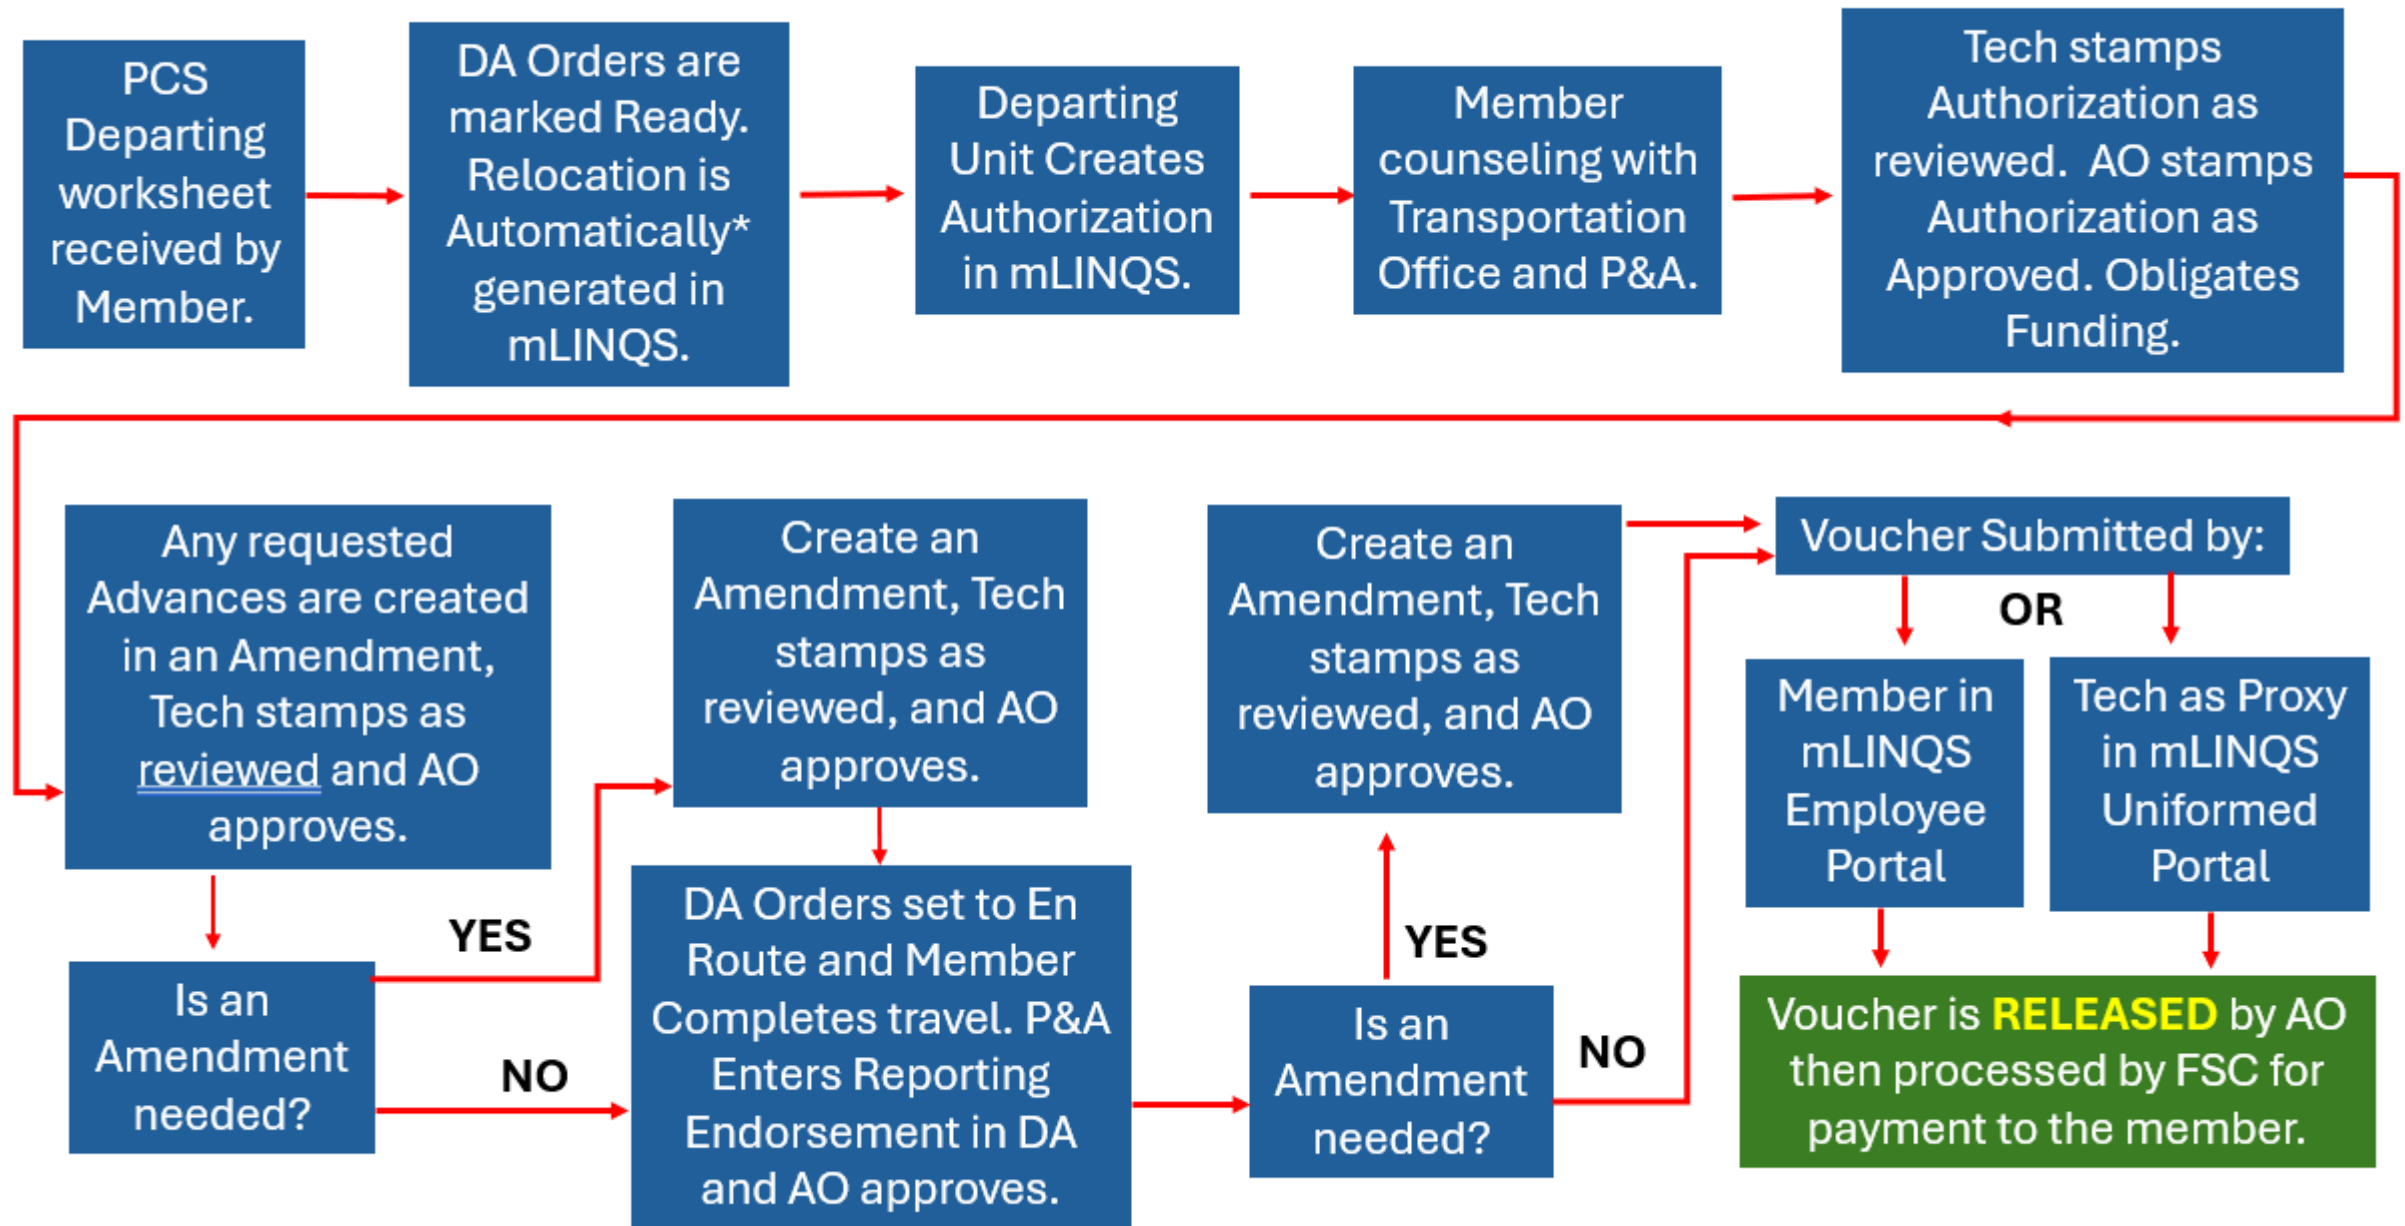 PCS
Departing
worksheet
received by
Member.
DA Orders are
marked Ready.
Relocation is
Automatically*
generated in
mLINQS.
Departing
Unit Creates
Authorization
in mLINQS.
Member
counseling with
Transportation
Office and P&A.
Tech stamps
Authorization as
reviewed.  AO stamps
Authorization as
Approved. Obligates
Funding.
Any requested
Advances are created
in an Amendment,
Tech stamps as
reviewed and AO
approves.
Is an
Amendment
needed?
YES
NO
Create an
Amendment, Tech
stamps as
reviewed, and AO
approves.
DA Orders set to En
Route and Member
Completes travel. P&A
Enters Reporting
Endorsement in DA
and AO approves.
Is an
Amendment
needed?
YES
NO
Create an
Amendment, Tech
stamps as
reviewed, and AO
approves.
Voucher Submitted by:
OR
Member in
mLINQS
Employee
Portal
Tech as Proxy
in mLINQS
Uniformed
Portal
Voucher is RELEASED by AO
then processed by FSC for
payment to the member.